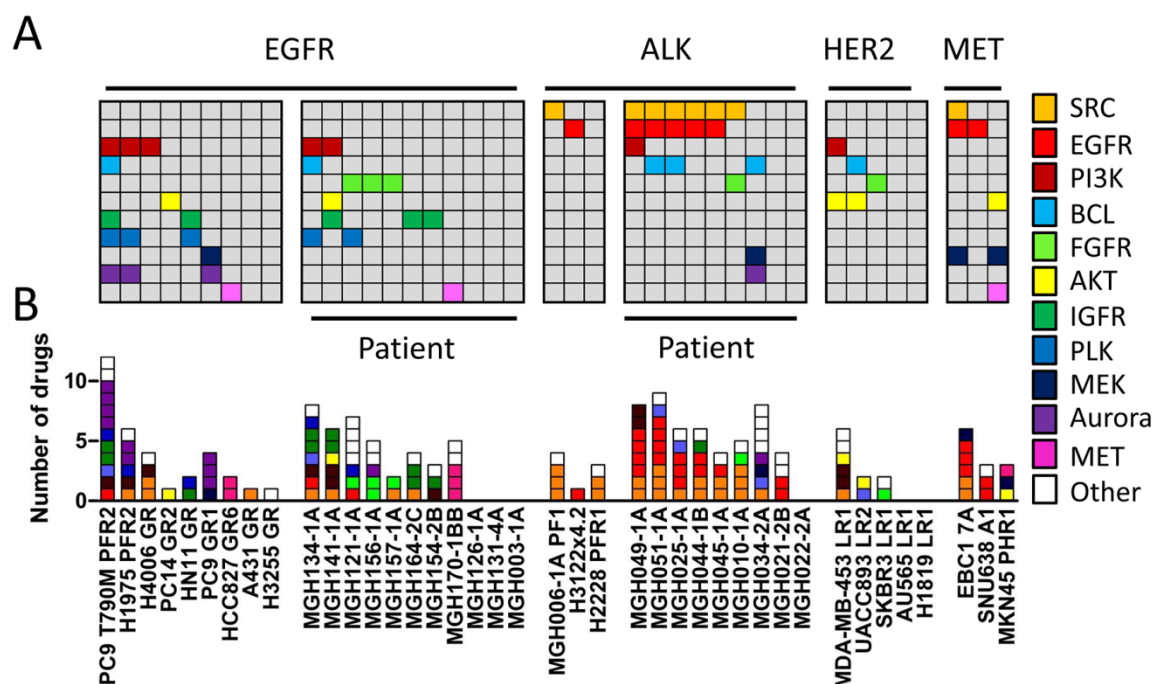 A
EGFR
ALK
HER2
MET
SRC
EGFR
PI3K
BCL
FGFR
AKT
IGFR
PLK
MEK
Aurora
MET
Other
B
Patient
Patient
Number of drugs
10
5
0
PC9 T790M PFR2
H1975 PFR2
H4006 GR
PC14 GR2
HN11 GR
PC9 GR1
HCC827 GR6
A431 GR
H3255 GR
MGH134-1A
MGH141-1A
MGH121-1A
MGH156-1A
MGH157-1A
MGH164-2C
MGH154-2B
MGH170-1BB
MGH126-1A
MGH131-4A
MGH003-1A
MGH006-1A PF1
H3122x4.2
H2228 PFR1
MGH049-1A
MGH051-1A
MGH025-1A
MGH044-1B
MGH045-1A
MGH010-1A
MGH034-2A
MGH021-2B
MGH022-2A
MDA-MB-453 LR1
UACC893 LR2
SKBR3 LR1
AU565 LR1
H1819 LR1
EBC1 7A
SNU638 A1
MKN45 PHR1